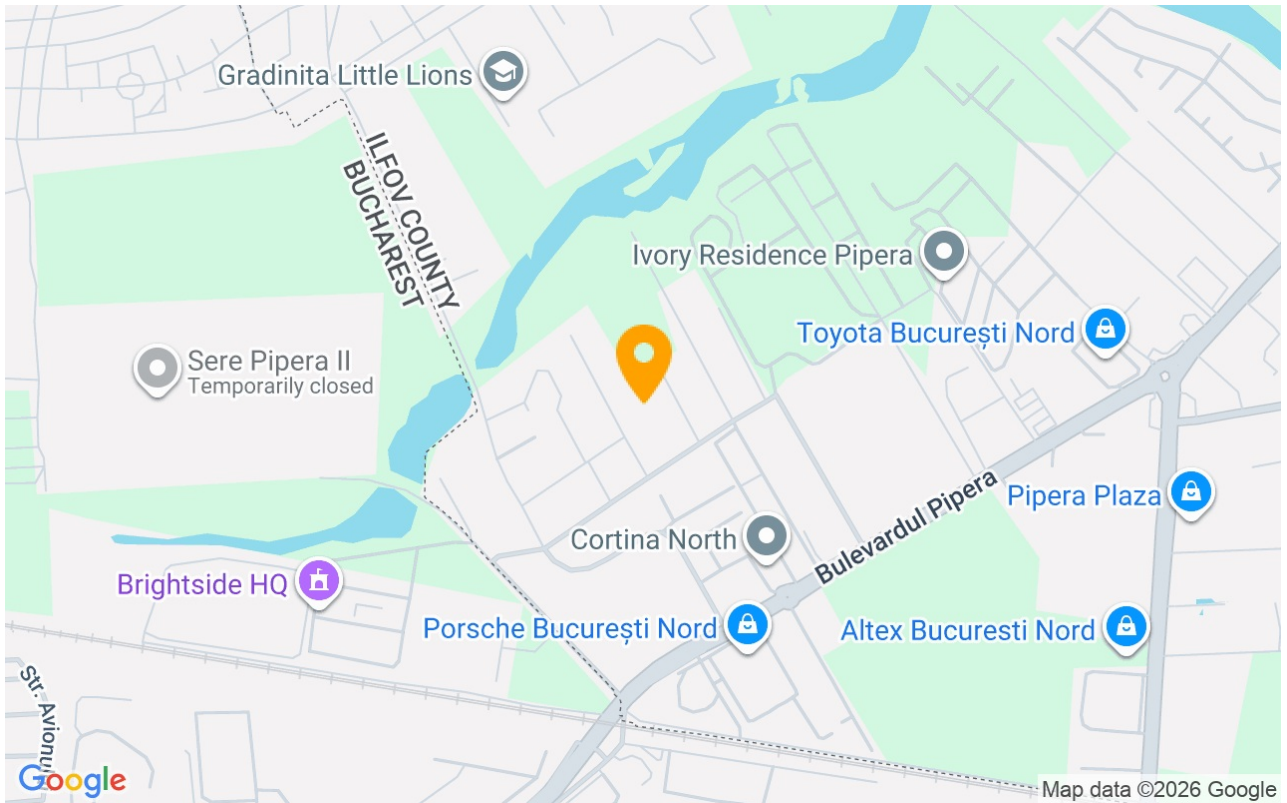 Gradinita Little Lions
ILFOV COUNTY
BUCHAREST
Ivory Residence Pipera
Toyota București Nord
Sere Pipera II
Temporarily closed
Bulevardul Pipera
Pipera Plaza
Cortina North
Brightside HQ
Porsche București Nord
Altex Bucuresti Nord
Str. Avionul
Google
Map data ©2026 Google